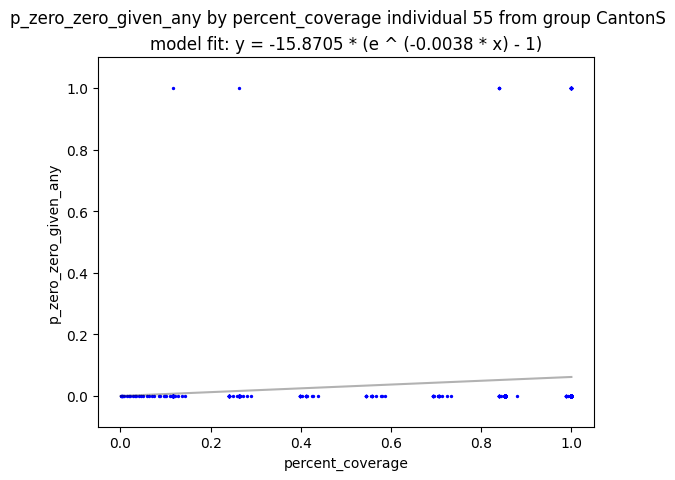 p_zero_zero_given_any by percent_coverage individual 55 from group CantonS
model fit: y = -15.8705 * (e ^ (-0.0038 * x) - 1)
1.0
0.8
0.6
0.4
0.2
0.0
p_zero_zero_given_any
0.0 0.2 0.4 0.6 0.8 1.0
percent_coverage